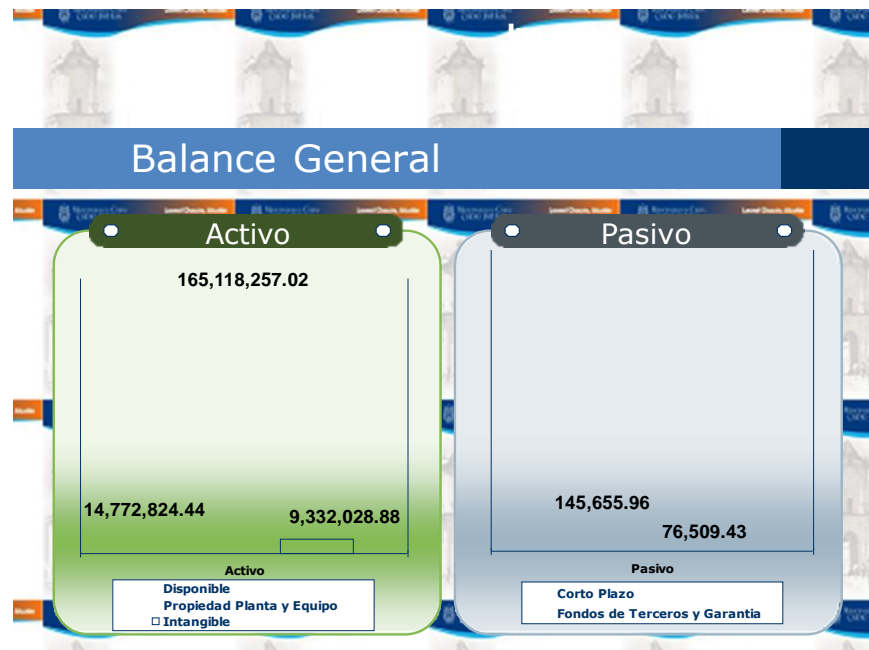 Balance General
Activo
165,118,257.02
14,772,824.44
9,332,028.88
Activo
Disponible
Propiedad Planta y Equipo
Intangible
Pasivo
145,655.96
76,509.43
Pasivo
Corto Plazo
Fondos de Terceros y Garantia